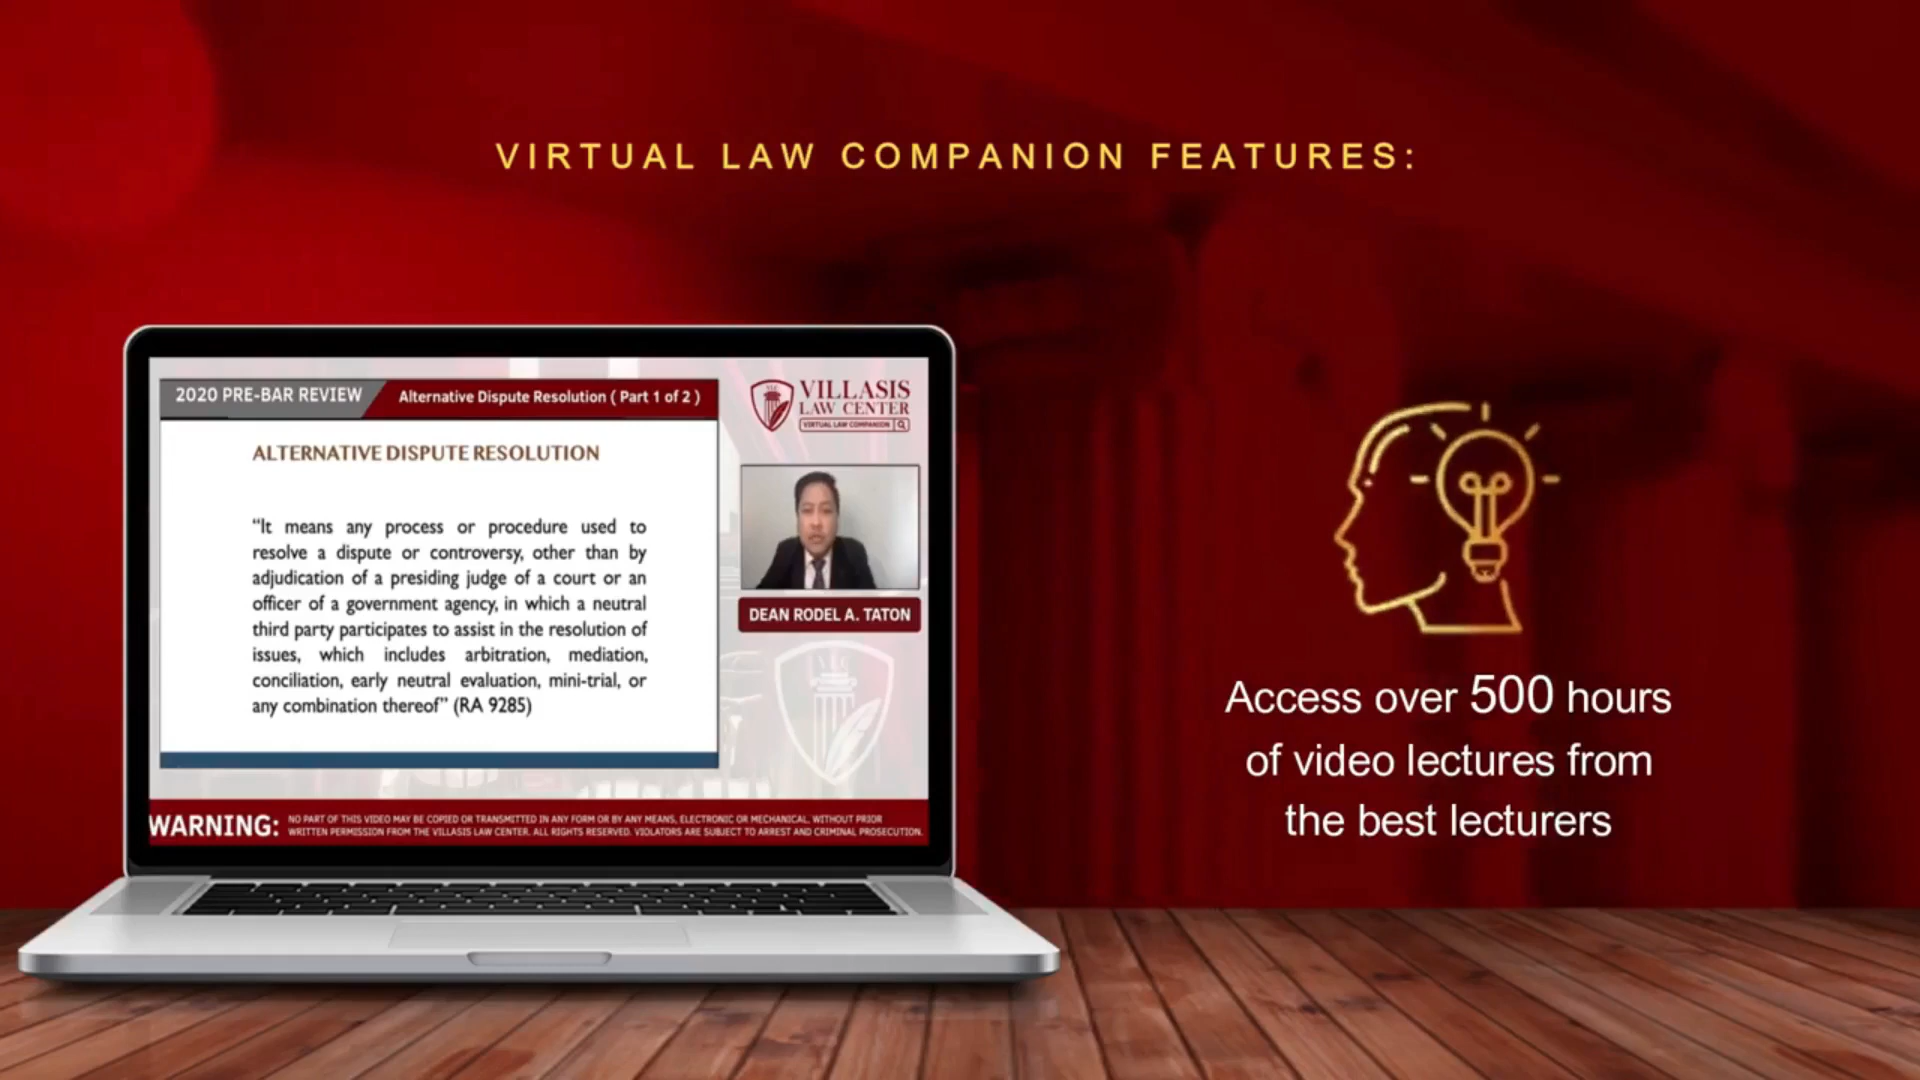 VIRTUAL LAW COMPANION FEATURES:
2020 PRE-BAR REVIEW
Alternative Dispute Resolution ( Part 1 of 2 )
VILLASIS
LAW CENTER
VIRTUAL LAW COMPANION
ALTERNATIVE DISPUTE RESOLUTION
“It means any process or procedure used to
resolve a dispute or controversy, other than by
adjudication of a presiding judge of a court or an
officer of a government agency, in which a neutral
third party participates to assist in the resolution of
issues, which includes arbitration, mediation,
conciliation, early neutral evaluation, mini-trial, or
any combination thereof” (RA 9285)
DEAN RODEL A. TATON
WARNING:
NO PART OF THIS VIDEO MAY BE COPIED OR TRANSMITTED IN ANY FORM OR BY ANY MEANS, ELECTRONIC OR MECHANICAL, WITHOUT PRIOR
WRITTEN PERMISSION FROM THE VILLASIS LAW CENTER. ALL RIGHTS RESERVED. VIOLATORS ARE SUBJECT TO ARREST AND CRIMINAL PROSECUTION.
Access over 500 hours
of video lectures from
the best lecturers